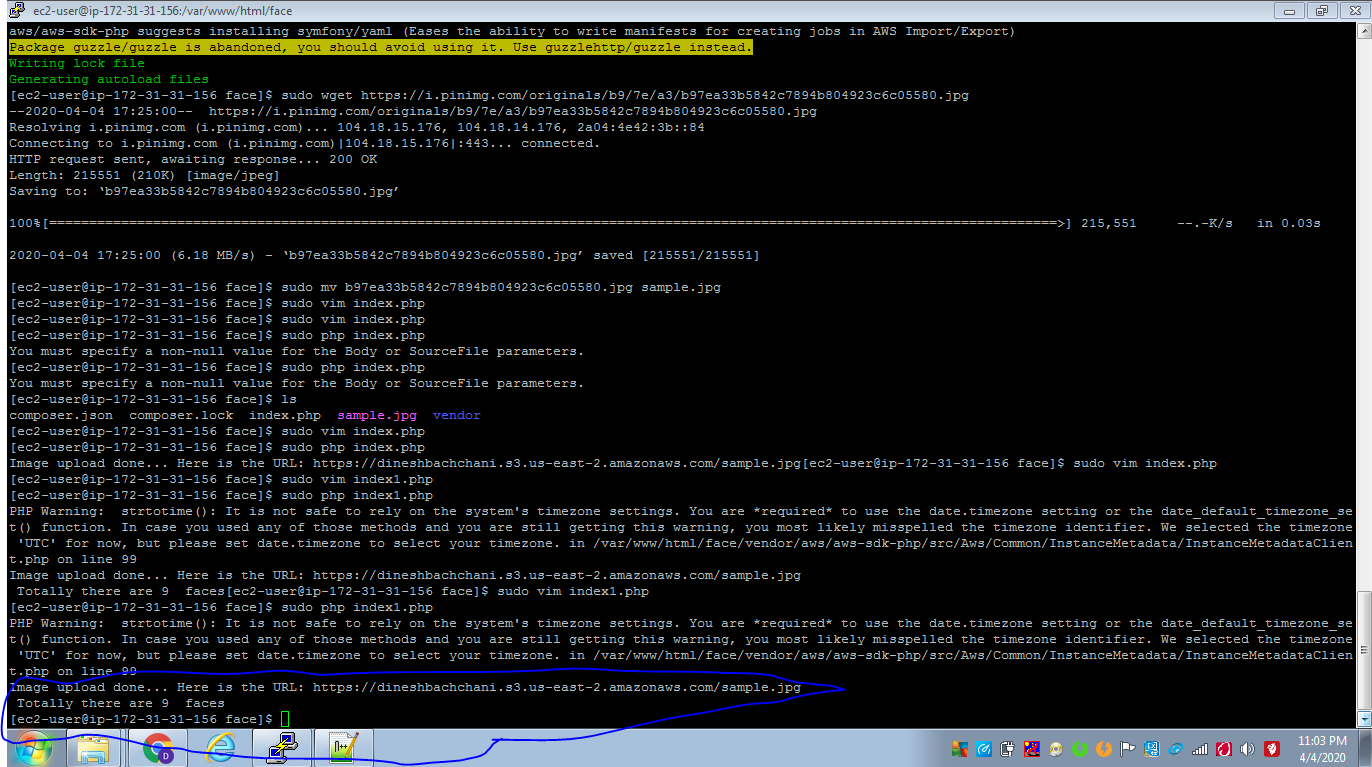 ec2-user@ip-172-31-31-156:/var/www/html/face
aws/aws-sdk-php suggests installing symfony/yaml (Eases the ability to write manifests for creating jobs in AWS Import/Export)
Package guzzle/guzzle is abandoned, you should avoid using it. Use guzzlehttp/guzzle instead.
Writing lock file
Generating autoload files
[ec2-user@ip-172-31-31-156 face]$ sudo wget https://i.pinimg.com/originals/b9/7e/a3/b97ea33b5842c7894b804923c6c05580.jpg
--2020-04-04 17:25:00--  https://i.pinimg.com/originals/b9/7e/a3/b97ea33b5842c7894b804923c6c05580.jpg
Resolving i.pinimg.com (i.pinimg.com)... 104.18.15.176, 104.18.14.176, 2a04:4e42:3b::84
Connecting to i.pinimg.com (i.pinimg.com)|104.18.15.176|:443... connected.
HTTP request sent, awaiting response... 200 OK
Length: 215551 (210K) [image/jpeg]
Saving to: ‘b97ea33b5842c7894b804923c6c05580.jpg’
100%[==============================================================================================================================>] 215,551     --.-K/s   in 0.03s
2020-04-04 17:25:00 (6.18 MB/s) - ‘b97ea33b5842c7894b804923c6c05580.jpg’ saved [215551/215551]
[ec2-user@ip-172-31-31-156 face]$ sudo mv b97ea33b5842c7894b804923c6c05580.jpg sample.jpg
[ec2-user@ip-172-31-31-156 face]$ sudo vim index.php
[ec2-user@ip-172-31-31-156 face]$ sudo vim index.php
[ec2-user@ip-172-31-31-156 face]$ sudo php index.php
You must specify a non-null value for the Body or SourceFile parameters.
[ec2-user@ip-172-31-31-156 face]$ sudo php index.php
You must specify a non-null value for the Body or SourceFile parameters.
[ec2-user@ip-172-31-31-156 face]$ ls
composer.json  composer.lock  index.php  sample.jpg  vendor
[ec2-user@ip-172-31-31-156 face]$ sudo vim index.php
[ec2-user@ip-172-31-31-156 face]$ sudo php index.php
Image upload done... Here is the URL: https://dineshbachchani.s3.us-east-2.amazonaws.com/sample.jpg[ec2-user@ip-172-31-31-156 face]$ sudo vim index.php
[ec2-user@ip-172-31-31-156 face]$ sudo vim index1.php
[ec2-user@ip-172-31-31-156 face]$ sudo php index1.php
PHP Warning:  strtotime(): It is not safe to rely on the system's timezone settings. You are *required* to use the date.timezone setting or the date_default_timezone_se
t() function. In case you used any of those methods and you are still getting this warning, you most likely misspelled the timezone identifier. We selected the timezone
 'UTC' for now, but please set date.timezone to select your timezone. in /var/www/html/face/vendor/aws/aws-sdk-php/src/Aws/Common/InstanceMetadata/InstanceMetadataClien
t.php on line 99
Image upload done... Here is the URL: https://dineshbachchani.s3.us-east-2.amazonaws.com/sample.jpg
 Totally there are 9  faces[ec2-user@ip-172-31-31-156 face]$ sudo vim index1.php
[ec2-user@ip-172-31-31-156 face]$ sudo php index1.php
PHP Warning:  strtotime(): It is not safe to rely on the system's timezone settings. You are *required* to use the date.timezone setting or the date_default_timezone_se
t() function. In case you used any of those methods and you are still getting this warning, you most likely misspelled the timezone identifier. We selected the timezone
 'UTC' for now, but please set date.timezone to select your timezone. in /var/www/html/face/vendor/aws/aws-sdk-php/src/Aws/Common/InstanceMetadata/InstanceMetadataClien
t.php on line 99
Image upload done... Here is the URL: https://dineshbachchani.s3.us-east-2.amazonaws.com/sample.jpg
 Totally there are 9  faces
[ec2-user@ip-172-31-31-156 face]$
D
N++
11:03 PM
4/4/2020